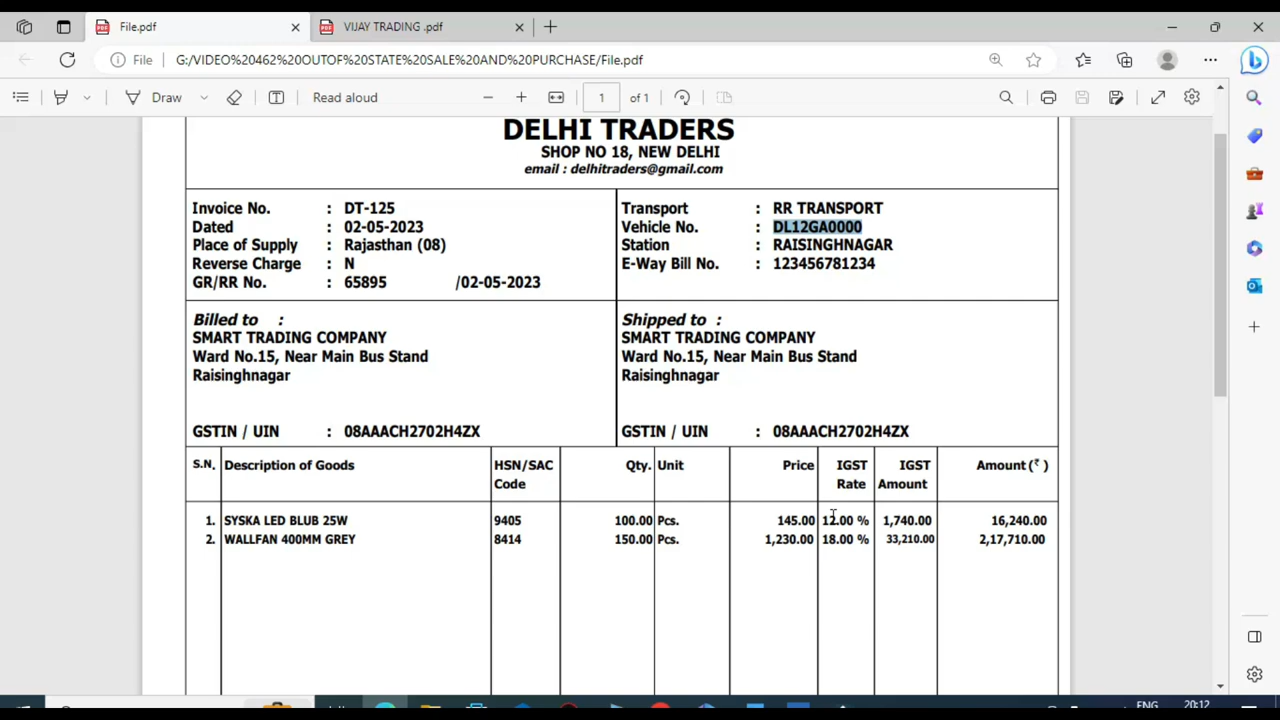 File.pdf
VIJAY TRADING .pdf
File
G:/VIDEO%20462%20OUTOF%20STATE%20SALE%20AND%20PURCHASE/File.pdf
Draw
Read aloud
1 of 1
DELHI TRADERS
SHOP NO 18, NEW DELHI
email : delhitraders@gmail.com
Invoice No. : DT-125
Dated : 02-05-2023
Place of Supply : Rajasthan (08)
Reverse Charge : N
GR/RR No. : 65895 /02-05-2023
Transport : RR TRANSPORT
Vehicle No. : DL12GA0000
Station : RAISINGHNAGAR
E-Way Bill No. : 123456781234
Billed to :
SMART TRADING COMPANY
Ward No.15, Near Main Bus Stand
Raisinghnagar
GSTIN / UIN : 08AAACH2702H4ZX
Shipped to :
SMART TRADING COMPANY
Ward No.15, Near Main Bus Stand
Raisinghnagar
GSTIN / UIN : 08AAACH2702H4ZX
S.N. Description of Goods HSN/SAC Code Qty. Unit Price IGST Rate IGST Amount Amount (₹ )
1. SYSKA LED BLUB 25W 9405 100.00 Pcs. 145.00 12.00 % 1,740.00 16,240.00
2. WALLFAN 400MM GREY 8414 150.00 Pcs. 1,230.00 18.00 % 33,210.00 2,17,710.00
ENG 20:12